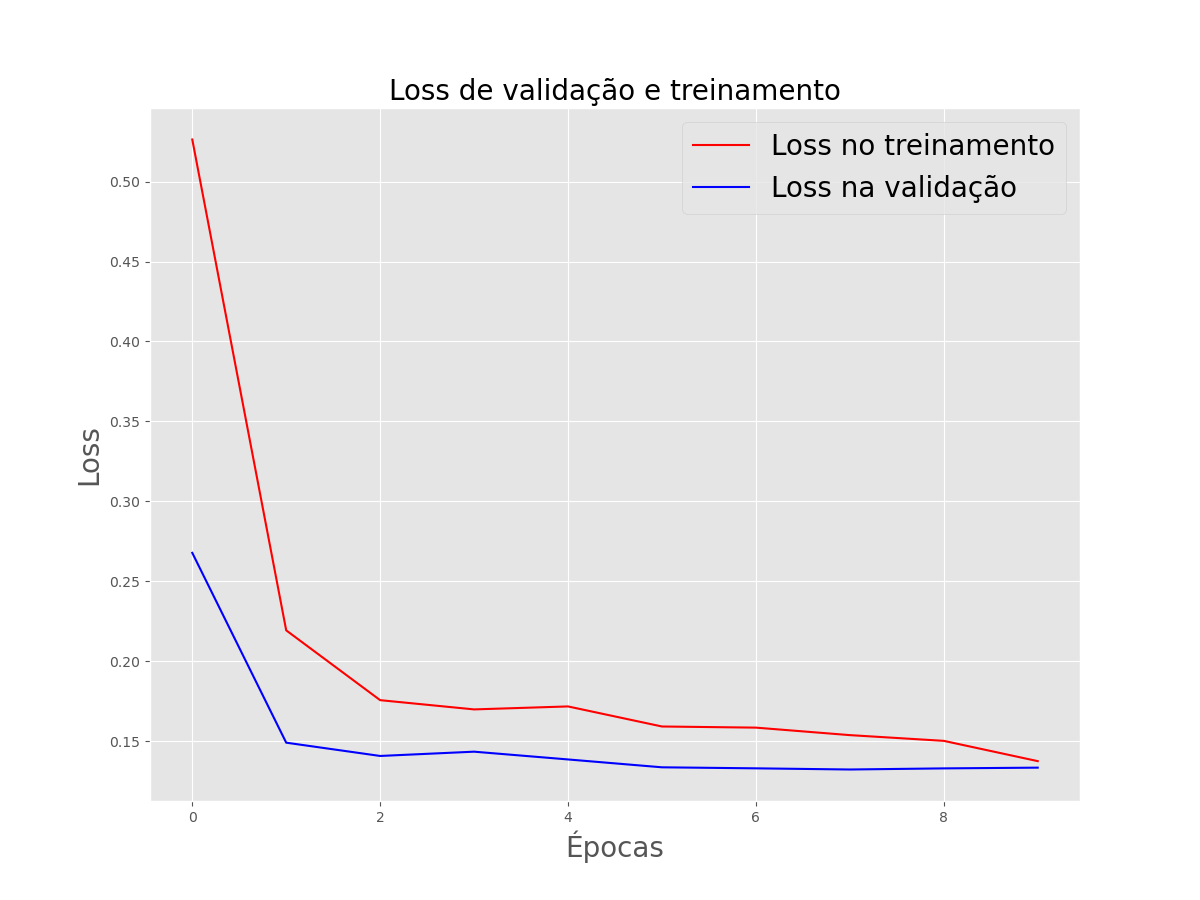 Loss de validação e treinamento
Loss no treinamento
Loss na validação
0.50
0.45
0.40
0.35
0.30
0.25
0.20
0.15
Loss
0 2 4 6 8
Épocas